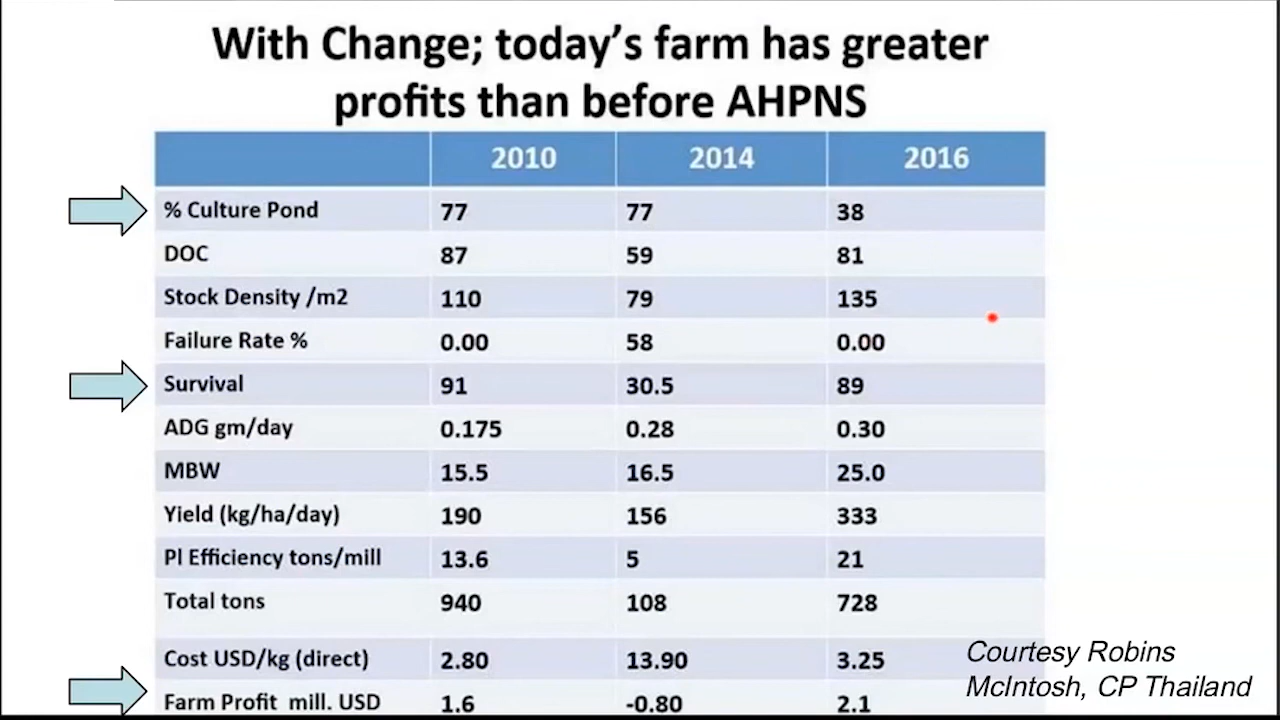 With Change; today's farm has greater
profits than before AHPNS
2010 2014 2016
% Culture Pond 77 77 38
DOC 87 59 81
Stock Density /m2 110 79 135
Failure Rate % 0.00 58 0.00
Survival 91 30.5 89
ADG gm/day 0.175 0.28 0.30
MBW 15.5 16.5 25.0
Yield (kg/ha/day) 190 156 333
Pl Efficiency tons/mill 13.6 5 21
Total tons 940 108 728
Cost USD/kg (direct) 2.80 13.90 3.25
Farm Profit mill. USD 1.6 -0.80 2.1
Courtesy Robins
McIntosh, CP Thailand